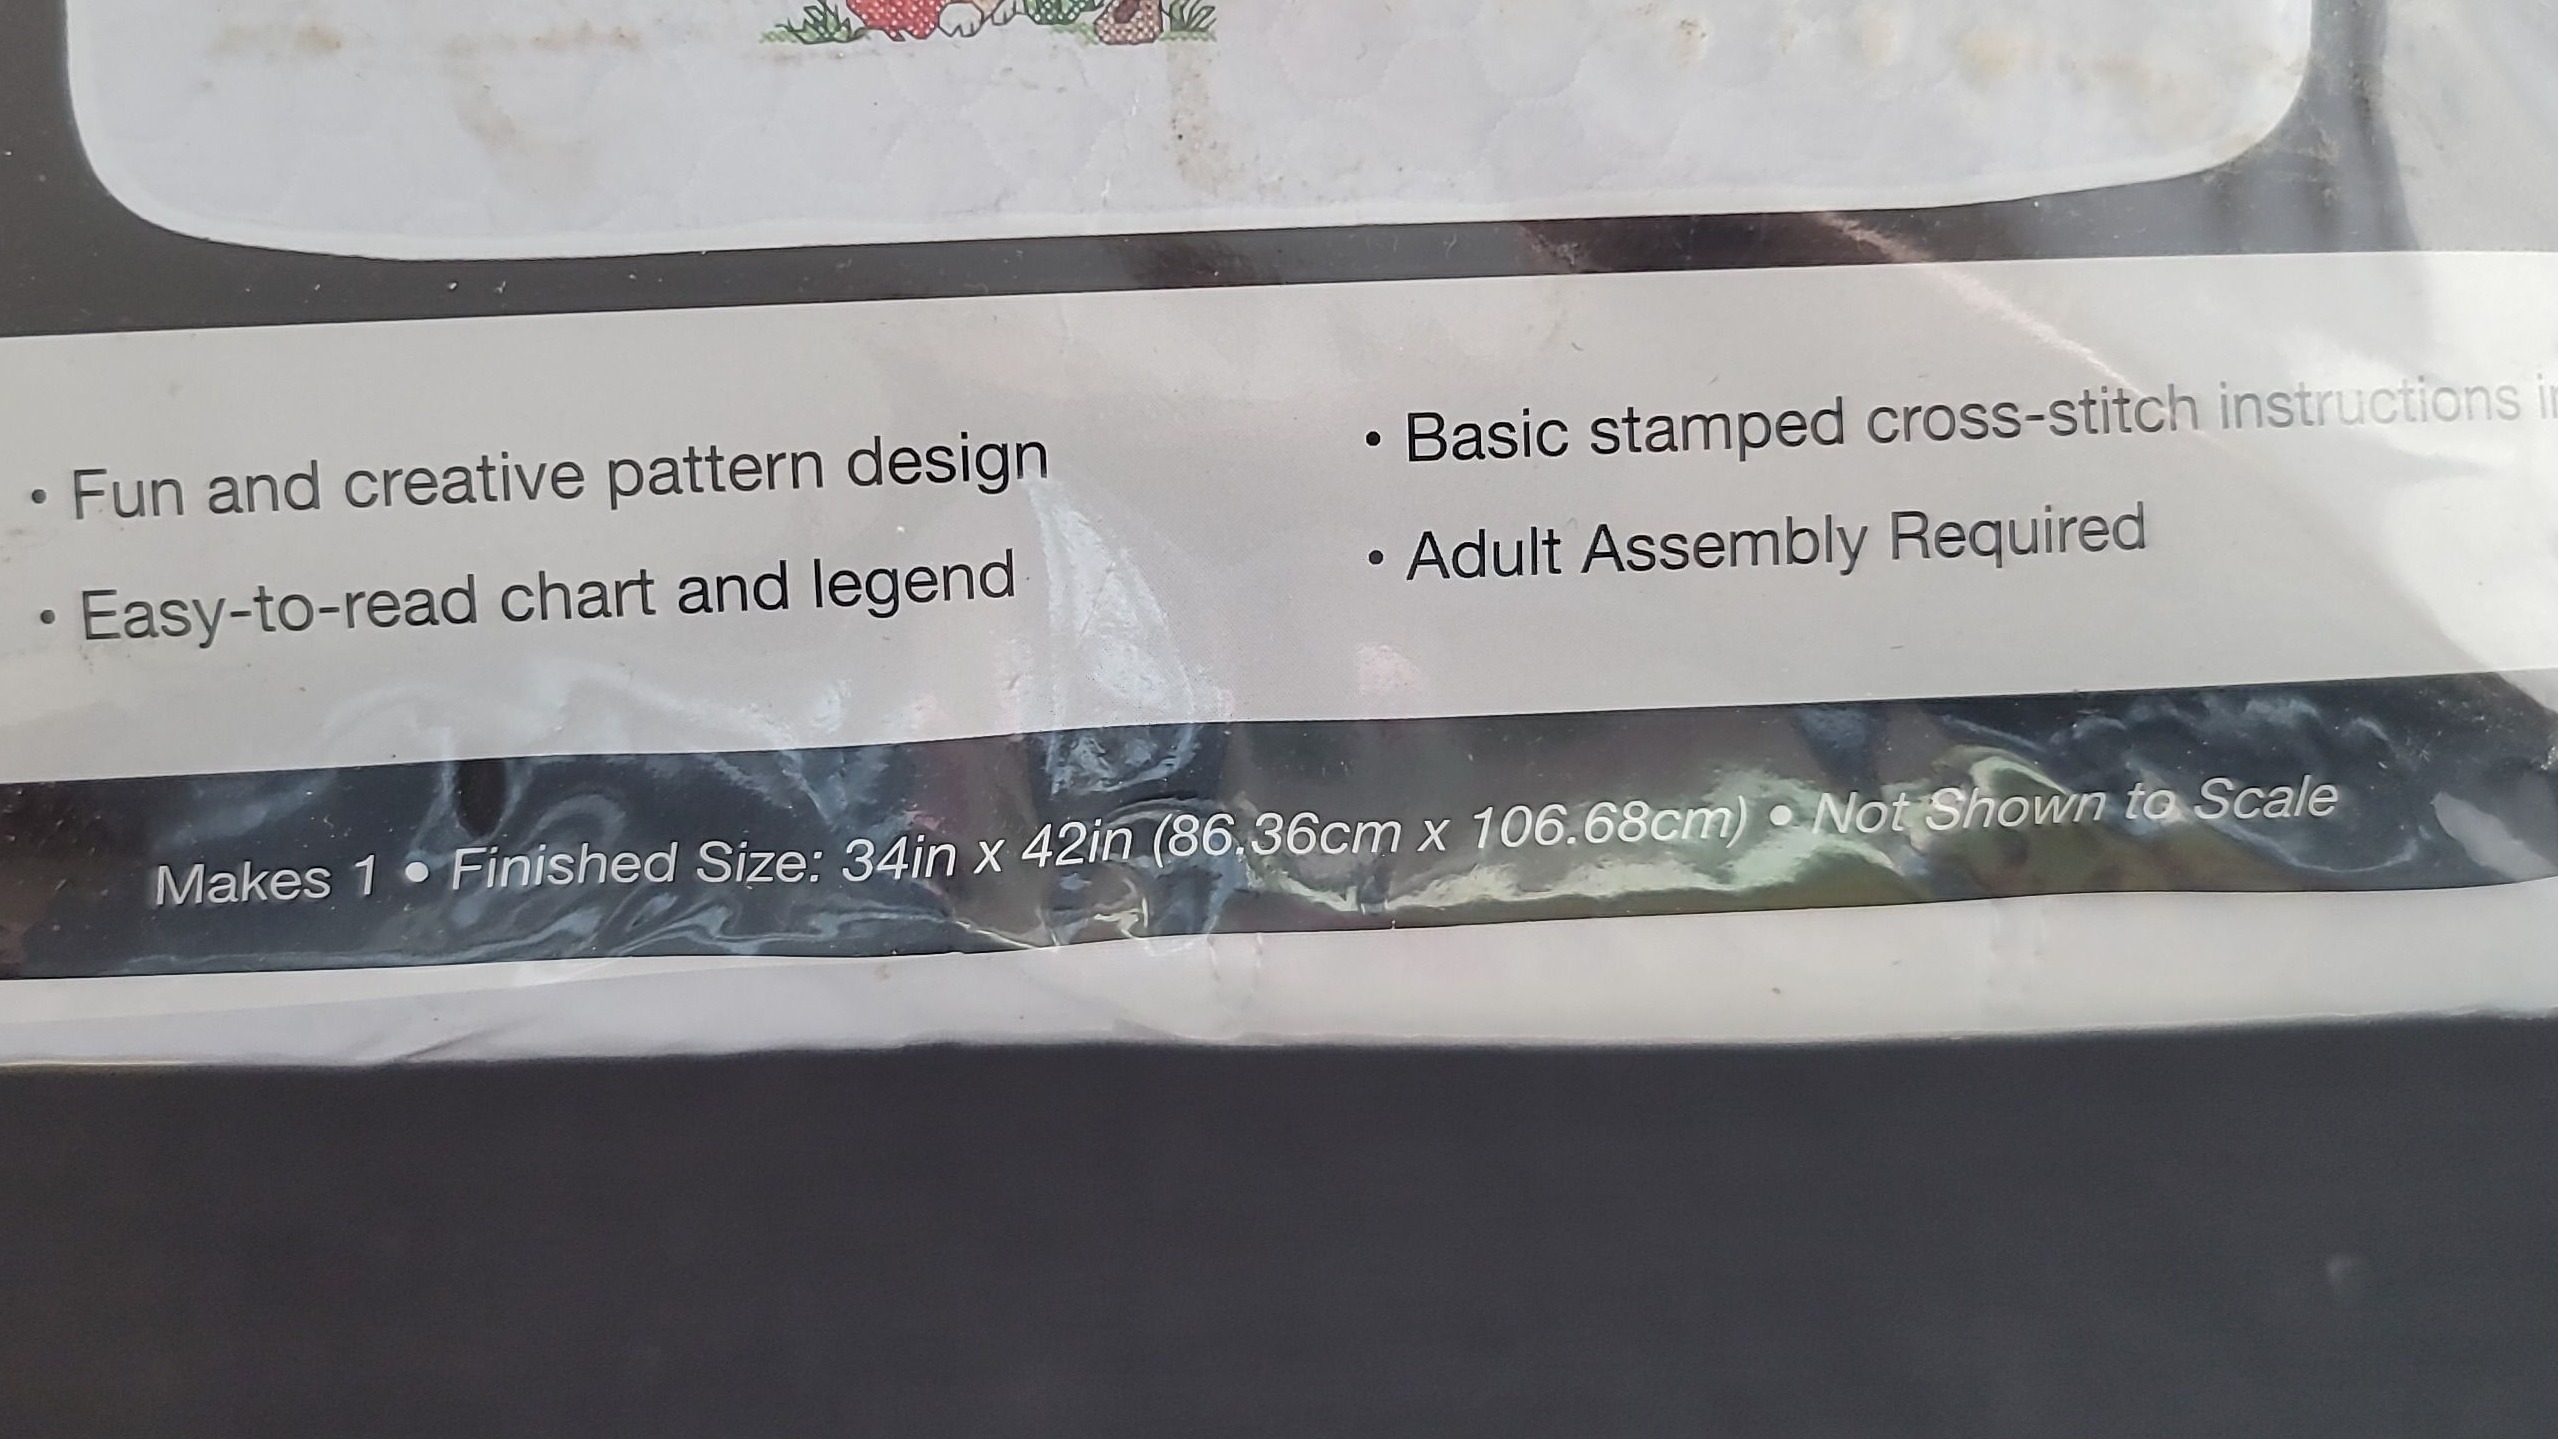 • Fun and creative pattern design
• Easy-to-read chart and legend
• Basic stamped cross-stitch instructions
• Adult Assembly Required
Makes 1 • Finished Size: 34in x 42in (86.36cm x 106.68cm) • Not Shown to Scale